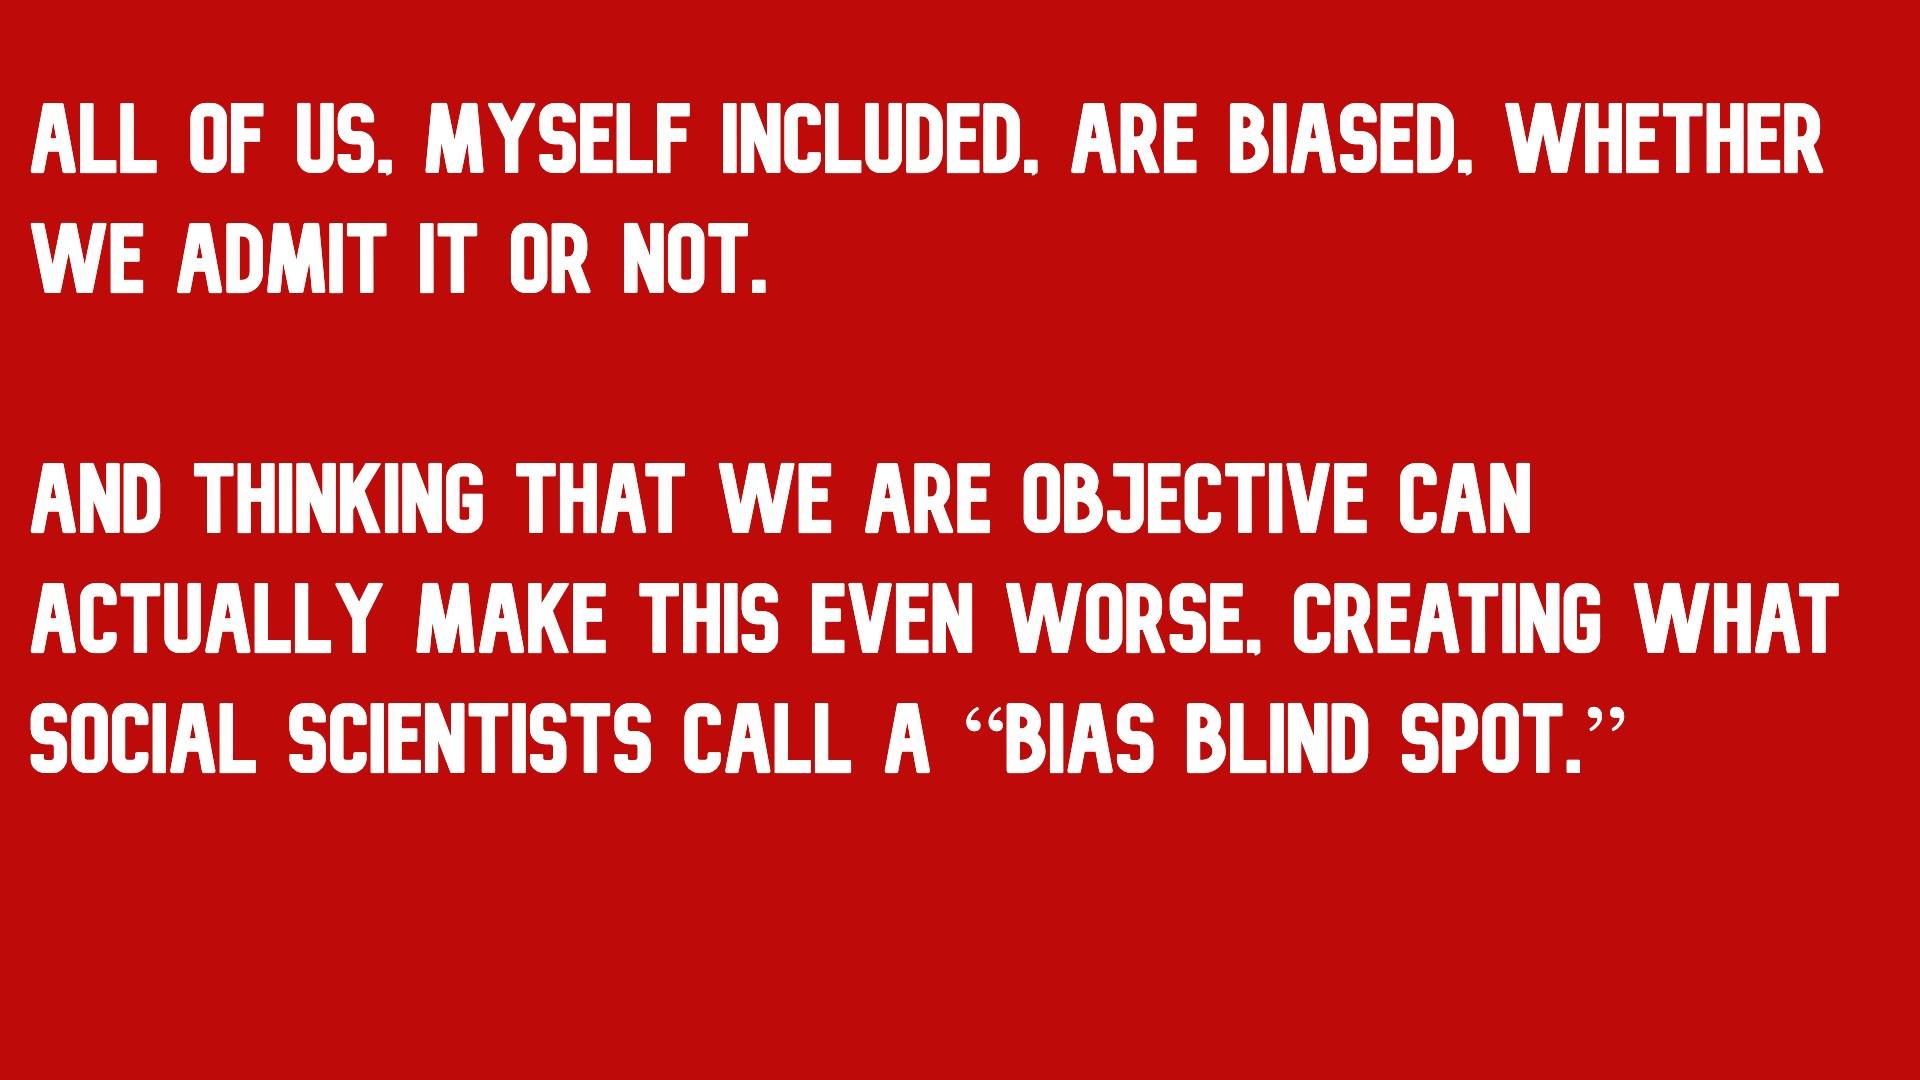 ALL OF US, MYSELF INCLUDED, ARE BIASED, WHETHER
WE ADMIT IT OR NOT.
AND THINKING THAT WE ARE OBJECTIVE CAN
ACTUALLY MAKE THIS EVEN WORSE, CREATING WHAT
SOCIAL SCIENTISTS CALL A “BIAS BLIND SPOT.”